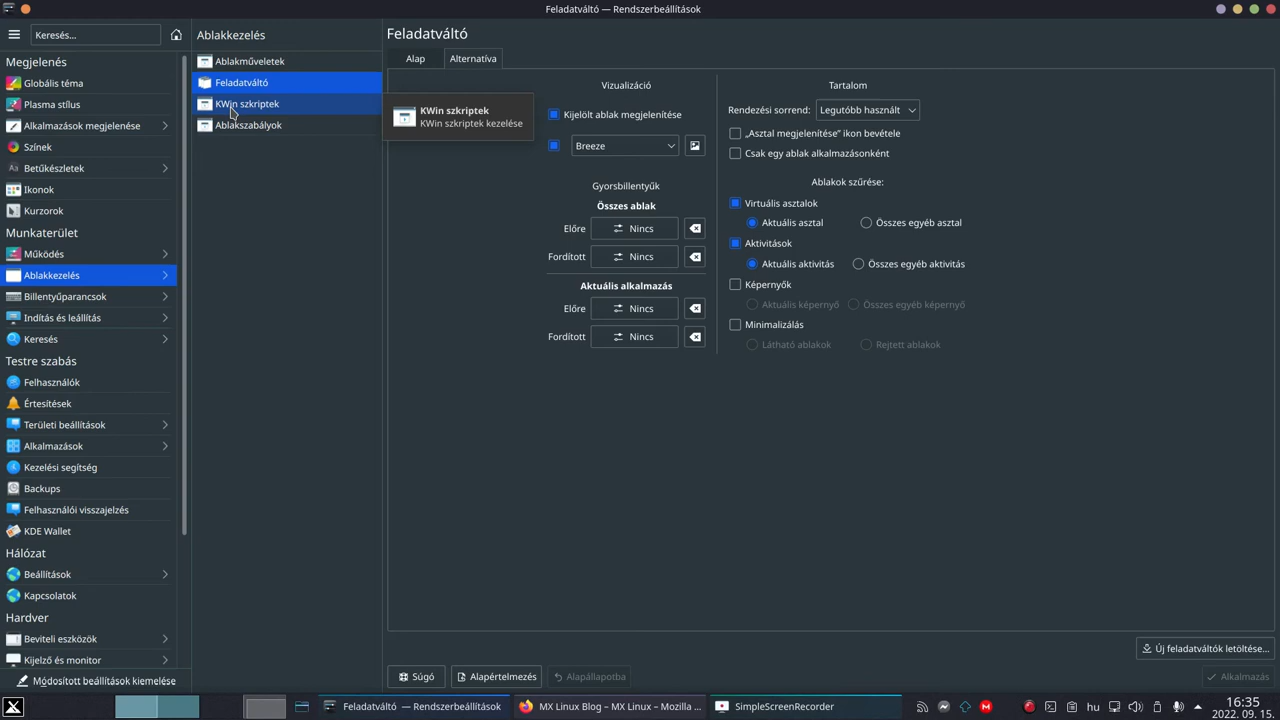 Feladatváltó — Rendszerbeállítások
Keresés...
Megjelenés
Globális téma
Plasma stílus
Alkalmazások megjelenése
Színek
Betűkészletek
Ikonok
Kurzorok
Munkaterület
Működés
Ablakkezelés
Billentyűparancsok
Indítás és leállítás
Keresés
Testre szabás
Felhasználók
Értesítések
Területi beállítások
Alkalmazások
Kezelési segítség
Backups
Felhasználói visszajelzés
KDE Wallet
Hálózat
Beállítások
Kapcsolatok
Hardver
Beviteli eszközök
Kijelző és monitor
Módosított beállítások kiemelése
Ablakkezelés
Ablakműveletek
Feladatváltó
KWin szkriptek
Ablakszabályok
KWin szkriptek
KWin szkriptek kezelése
Feladatváltó
Alap
Alternatíva
Vizualizáció
Kijelölt ablak megjelenítése
Breeze
Gyorsbillentyűk
Összes ablak
Előre Nincs
Fordított Nincs
Aktuális alkalmazás
Előre Nincs
Fordított Nincs
Tartalom
Rendezési sorrend: Legutóbb használt
„Asztal megjelenítése” ikon bevétele
Csak egy ablak alkalmazásonként
Ablakok szűrése:
Virtuális asztalok
Aktuális asztal Összes egyéb asztal
Aktivitások
Aktuális aktivitás Összes egyéb aktivitás
Képernyők
Aktuális képernyő Összes egyéb képernyő
Minimalizálás
Látható ablakok Rejtett ablakok
Új feladatváltók letöltése...
Súgó
Alapértelmezés
Alapállapotba
Alkalmazás
Feladatváltó — Rendszerbeállítások
MX Linux Blog – MX Linux – Mozilla ...
SimpleScreenRecorder
hu
16:35
2022. 09. 15.